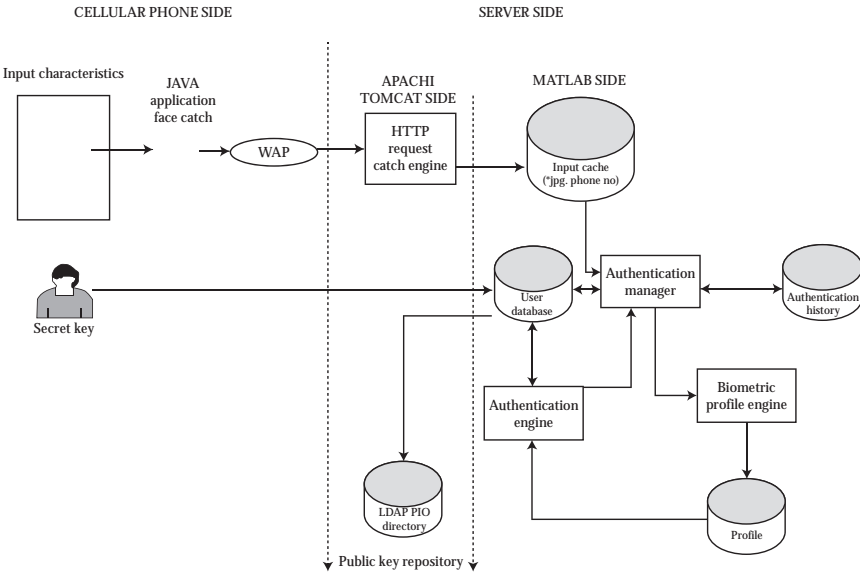 CELLULAR PHONE SIDE
SERVER SIDE
Input characteristics
JAVA
application
face catch
WAP
APACHI
TOMCAT SIDE
HTTP
request
catch engine
MATLAB SIDE
Input cache
(*jpg. phone no)
Secret key
User
database
Authentication
manager
Authentication
history
Authentication
engine
Biometric
profile engine
LDAP PIO
directory
Profile
Public key repository